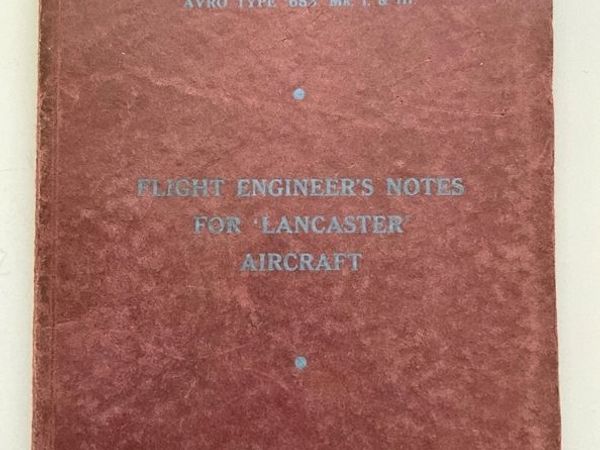 AVRO TYPE '683' MK. I. & III
FLIGHT ENGINEER'S NOTES
FOR 'LANCASTER'
AIRCRAFT